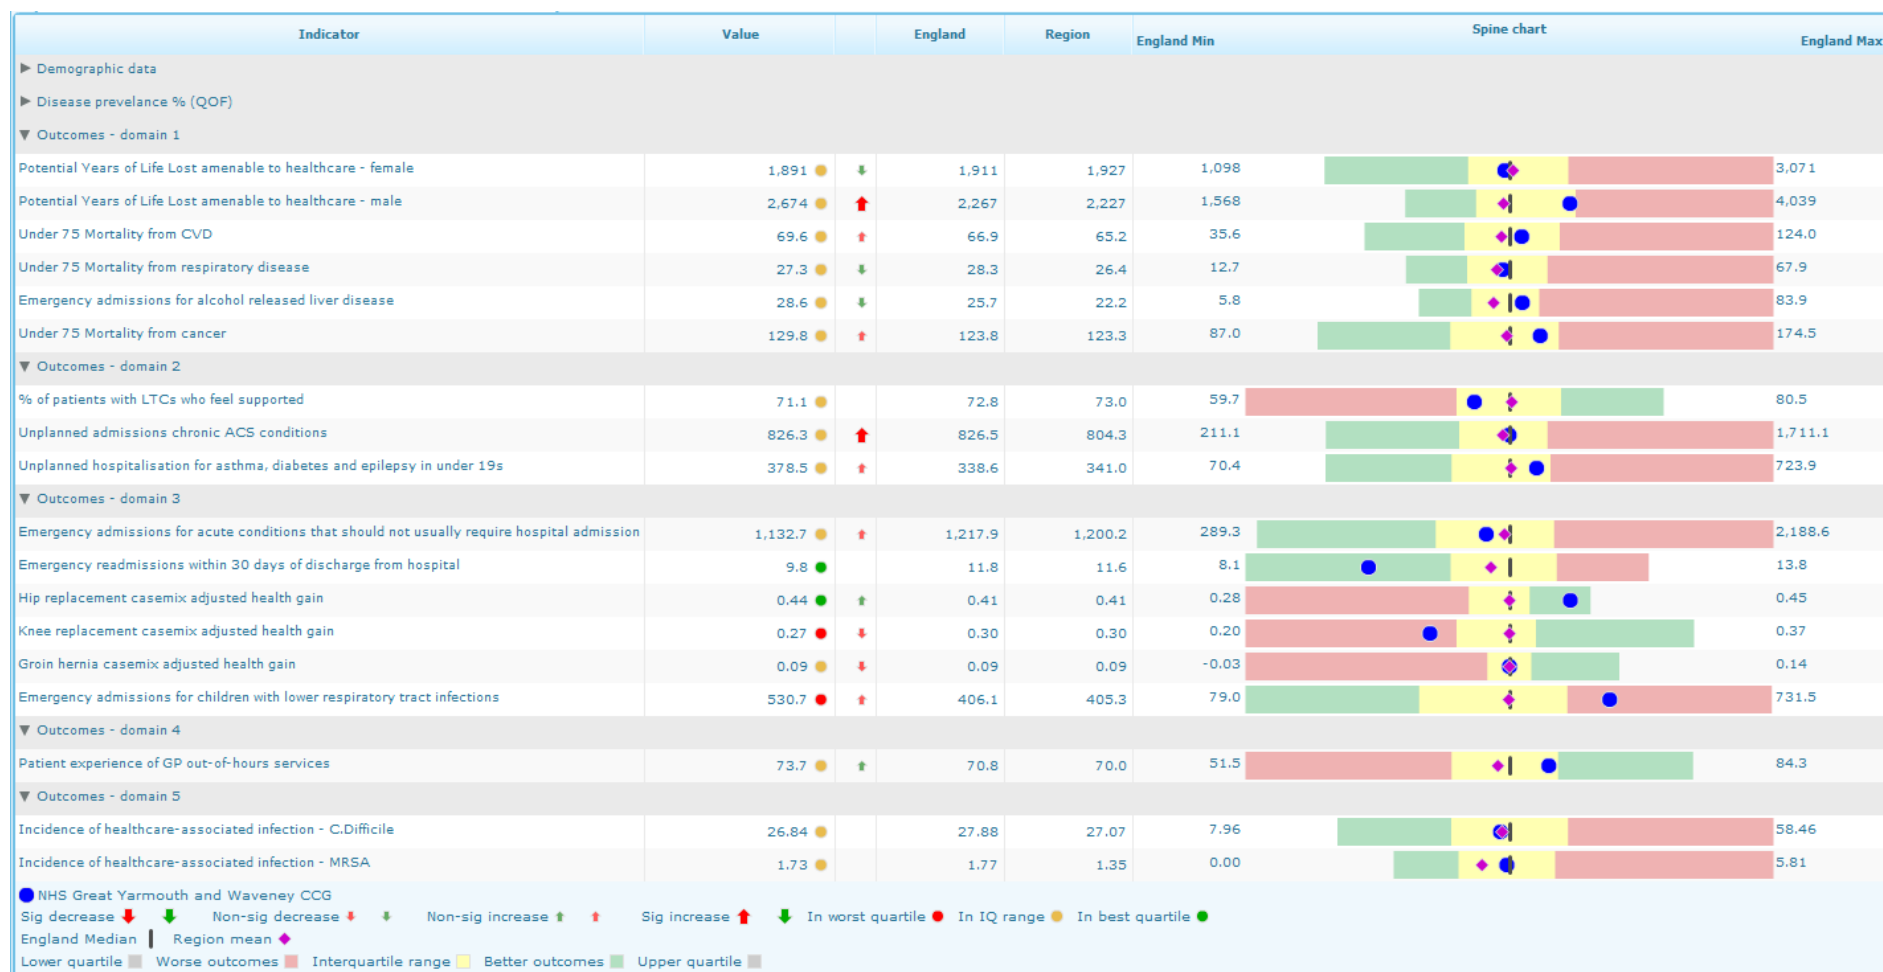 Indicator Value England Region England Min Spine chart England Max
Demographic data
Disease prevelance % (QOF)
Outcomes - domain 1
Potential Years of Life Lost amenable to healthcare - female 1,891 1,911 1,927 1,098 3,071
Potential Years of Life Lost amenable to healthcare - male 2,674 2,267 2,227 1,568 4,039
Under 75 Mortality from CVD 69.6 66.9 65.2 35.6 124.0
Under 75 Mortality from respiratory disease 27.3 28.3 26.4 12.7 67.9
Emergency admissions for alcohol released liver disease 28.6 25.7 22.2 5.8 83.9
Under 75 Mortality from cancer 129.8 123.8 123.3 87.0 174.5
Outcomes - domain 2
% of patients with LTCs who feel supported 71.1 72.8 73.0 59.7 80.5
Unplanned admissions chronic ACS conditions 826.3 826.5 804.3 211.1 1,711.1
Unplanned hospitalisation for asthma, diabetes and epilepsy in under 19s 378.5 338.6 341.0 70.4 723.9
Outcomes - domain 3
Emergency admissions for acute conditions that should not usually require hospital admission 1,132.7 1,217.9 1,200.2 289.3 2,188.6
Emergency readmissions within 30 days of discharge from hospital 9.8 11.8 11.6 8.1 13.8
Hip replacement casemix adjusted health gain 0.44 0.41 0.41 0.28 0.45
Knee replacement casemix adjusted health gain 0.27 0.30 0.30 0.20 0.37
Groin hernia casemix adjusted health gain 0.09 0.09 0.09 -0.03 0.14
Emergency admissions for children with lower respiratory tract infections 530.7 406.1 405.3 79.0 731.5
Outcomes - domain 4
Patient experience of GP out-of-hours services 73.7 70.8 70.0 51.5 84.3
Outcomes - domain 5
Incidence of healthcare-associated infection - C.Difficile 26.84 27.88 27.07 7.96 58.46
Incidence of healthcare-associated infection - MRSA 1.73 1.77 1.35 0.00 5.81
NHS Great Yarmouth and Waveney CCG
Sig decrease Non-sig decrease Non-sig increase Sig increase In worst quartile In IQ range In best quartile
England Median Region mean
Lower quartile Worse outcomes Interquartile range Better outcomes Upper quartile